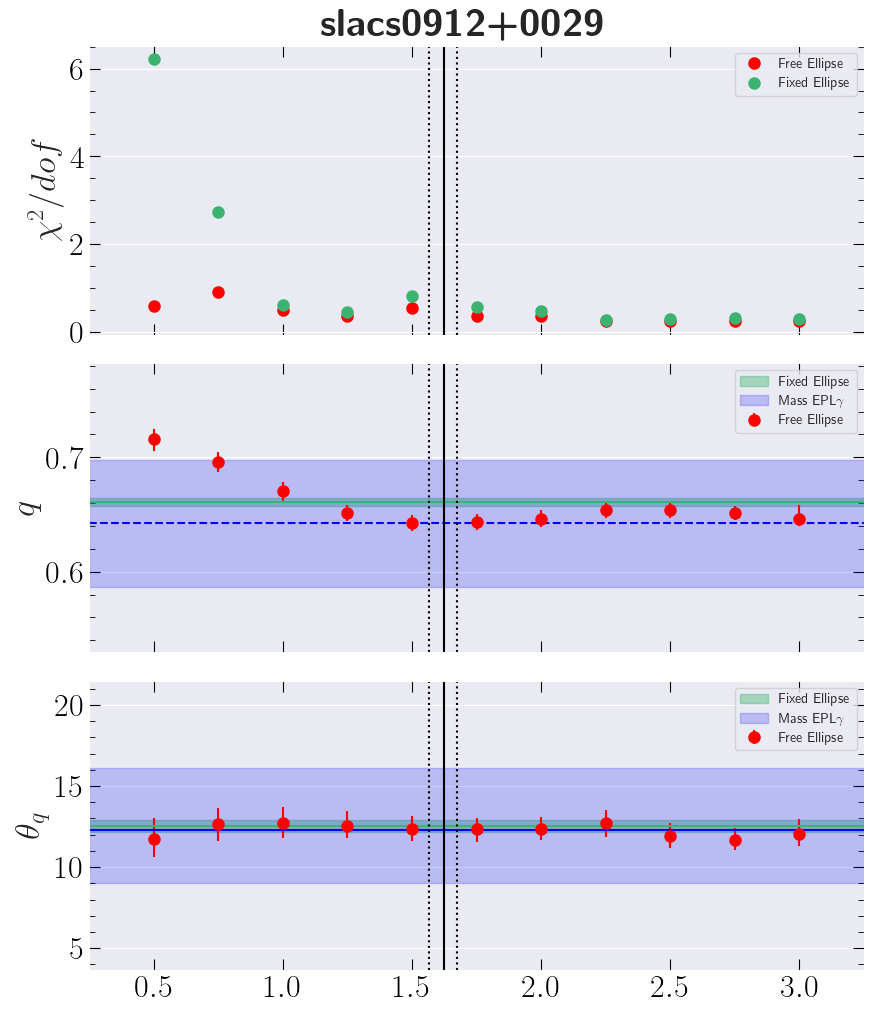 slacs0912+0029
Free Ellipse
Fixed Ellipse
6
4
2
0
χ²/dof
Fixed Ellipse
Mass EPLγ
Free Ellipse
0.7
0.6
q
Fixed Ellipse
Mass EPLγ
Free Ellipse
20
15
10
5
θ_q
0.5 1.0 1.5 2.0 2.5 3.0